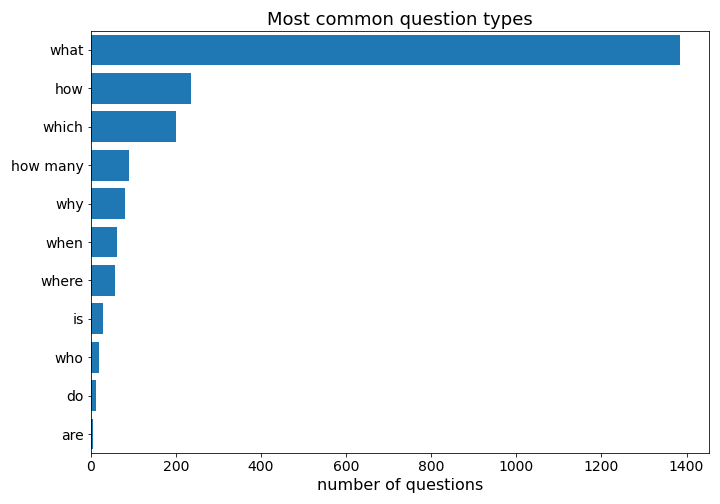 Most common question types
what
how
which
how many
why
when
where
is
who
do
are
0 200 400 600 800 1000 1200 1400
number of questions